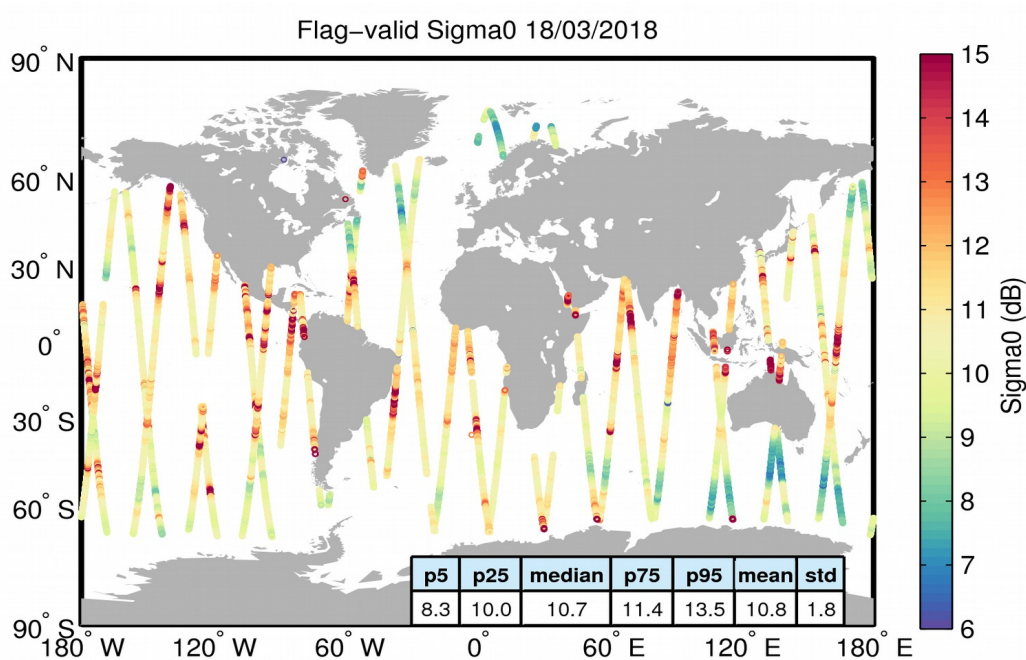 Flag−valid Sigma0 18/03/2018
90° N
60° N
30° N
0°
30° S
60° S
90° S
180° W
120° W
60° W
0°
60° E
120° E
180° E
p5 p25 median p75 p95 mean std
8.3 10.0 10.7 11.4 13.5 10.8 1.8
15
14
13
12
11
10
9
8
7
6
Sigma0 (dB)